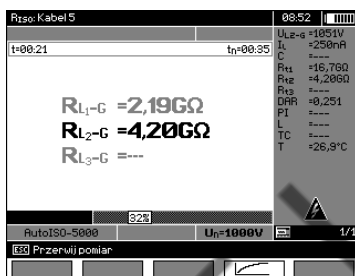 RISO: Kabel 5 08:52
t=00:21 tn=00:35
RL1-G =2,19GΩ
RL2-G =4,20GΩ
RL3-G =---
32%
AutoISO-5000 Un=1000V
ESC Przerwij pomiar
UL2-G =1051V
IL =250nA
C =---
Rt1 =16,76Ω
Rt2 =4,20GΩ
Rt3 =---
DAR =0,251
PI =---
L =---
TC =---
T =26,9°C
1/1